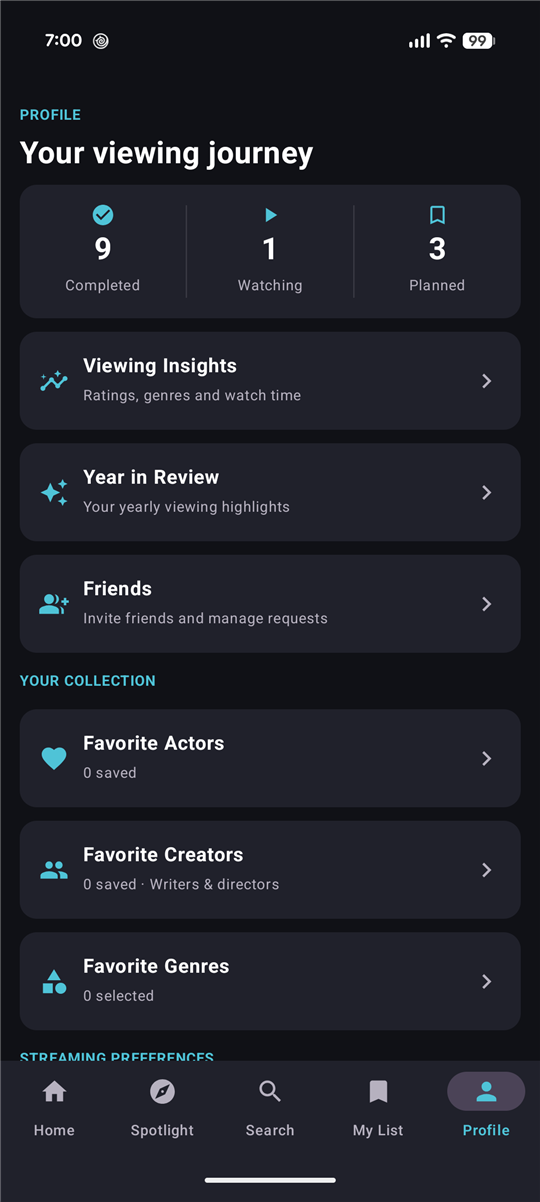 7:00
99
PROFILE
Your viewing journey
9
1
3
Completed
Watching
Planned
Viewing Insights
Ratings, genres and watch time
Year in Review
Your yearly viewing highlights
Friends
Invite friends and manage requests
YOUR COLLECTION
Favorite Actors
0 saved
Favorite Creators
0 saved · Writers & directors
Favorite Genres
0 selected
STREAMING PREFERENCES
Home
Spotlight
Search
My List
Profile